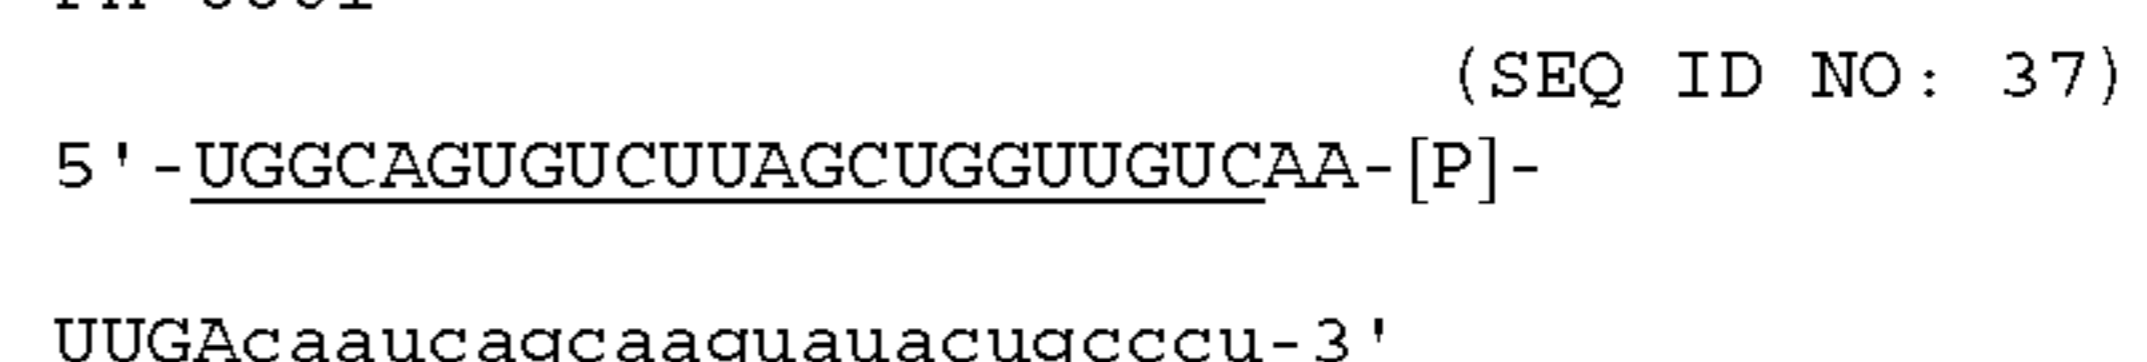 (SEQ ID NO: 37)
5'-UGGCAGUGUCUUAGCUGGUUGUCAA-[P]-
UUGAcaaucagcaaguauacugcccu-3'